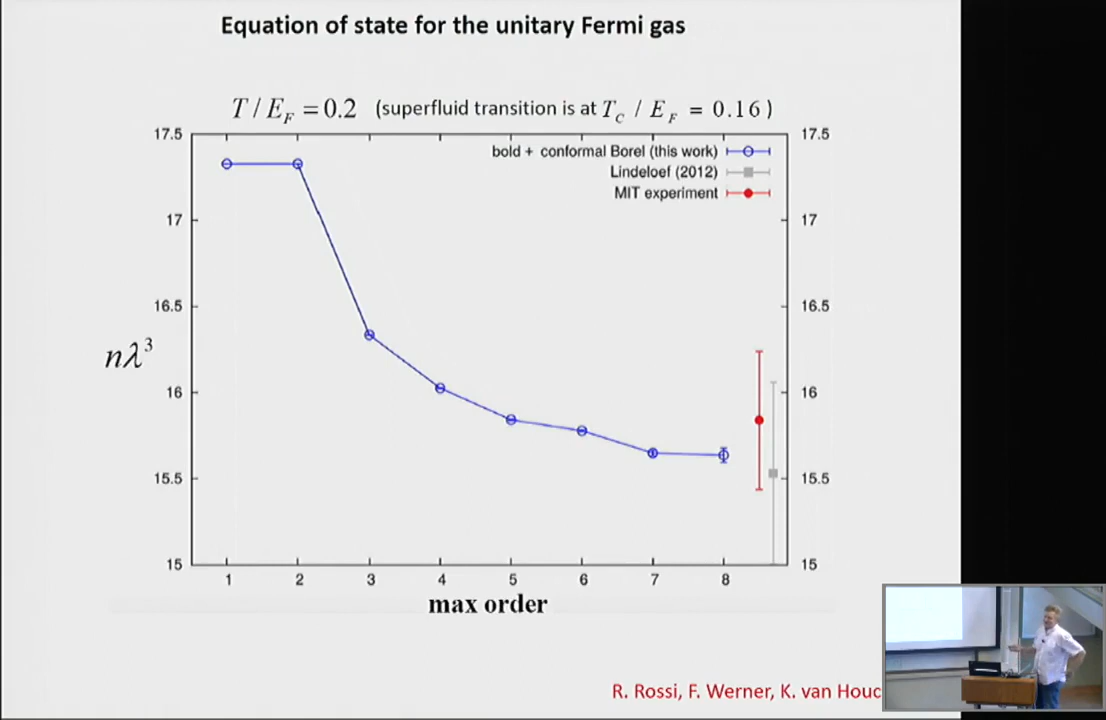 Equation of state for the unitary Fermi gas
T / E_F = 0.2 (superfluid transition is at T_C / E_F = 0.16)
17.5
17
16.5
16
15.5
15
nλ³
bold + conformal Borel (this work)
Lindeloef (2012)
MIT experiment
17.5
17
16.5
16
15.5
15
1 2 3 4 5 6 7 8
max order
R. Rossi, F. Werner, K. van Houc